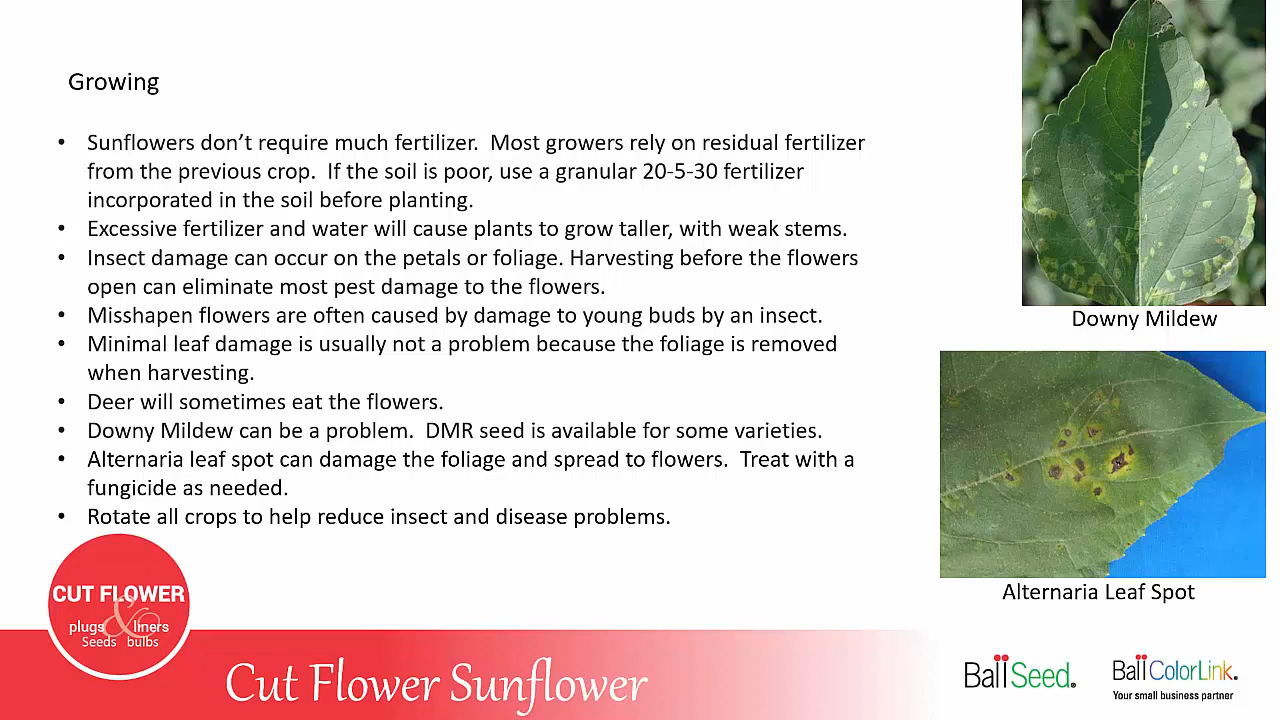 Growing
• Sunflowers don’t require much fertilizer.  Most growers rely on residual fertilizer
from the previous crop.  If the soil is poor, use a granular 20-5-30 fertilizer
incorporated in the soil before planting.
• Excessive fertilizer and water will cause plants to grow taller, with weak stems.
• Insect damage can occur on the petals or foliage. Harvesting before the flowers
open can eliminate most pest damage to the flowers.
• Misshapen flowers are often caused by damage to young buds by an insect.
• Minimal leaf damage is usually not a problem because the foliage is removed
when harvesting.
• Deer will sometimes eat the flowers.
• Downy Mildew can be a problem.  DMR seed is available for some varieties.
• Alternaria leaf spot can damage the foliage and spread to flowers.  Treat with a
fungicide as needed.
• Rotate all crops to help reduce insect and disease problems.
Downy Mildew
Alternaria Leaf Spot
CUT FLOWER
plugs & liners
Seeds bulbs
Cut Flower Sunflower
Ball Seed.
Ball ColorLink.
Your small business partner